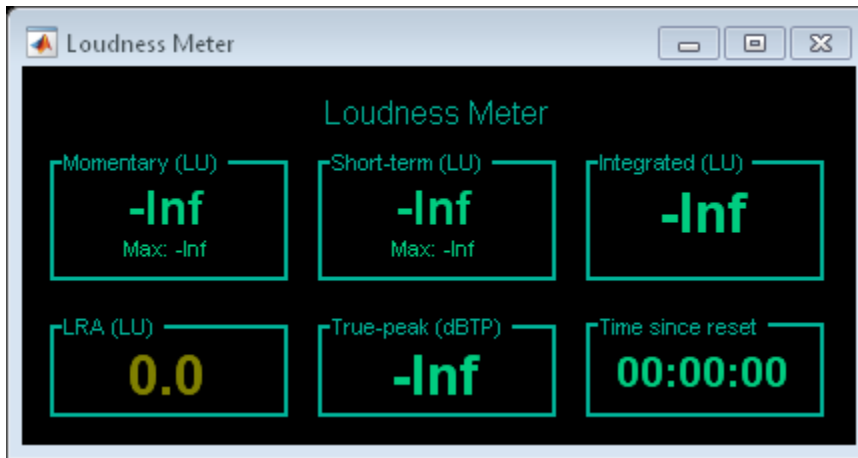 Loudness Meter
Loudness Meter
Momentary (LU)
-Inf
Max: -Inf
Short-term (LU)
-Inf
Max: -Inf
Integrated (LU)
-Inf
LRA (LU)
0.0
True-peak (dBTP)
-Inf
Time since reset
00:00:00